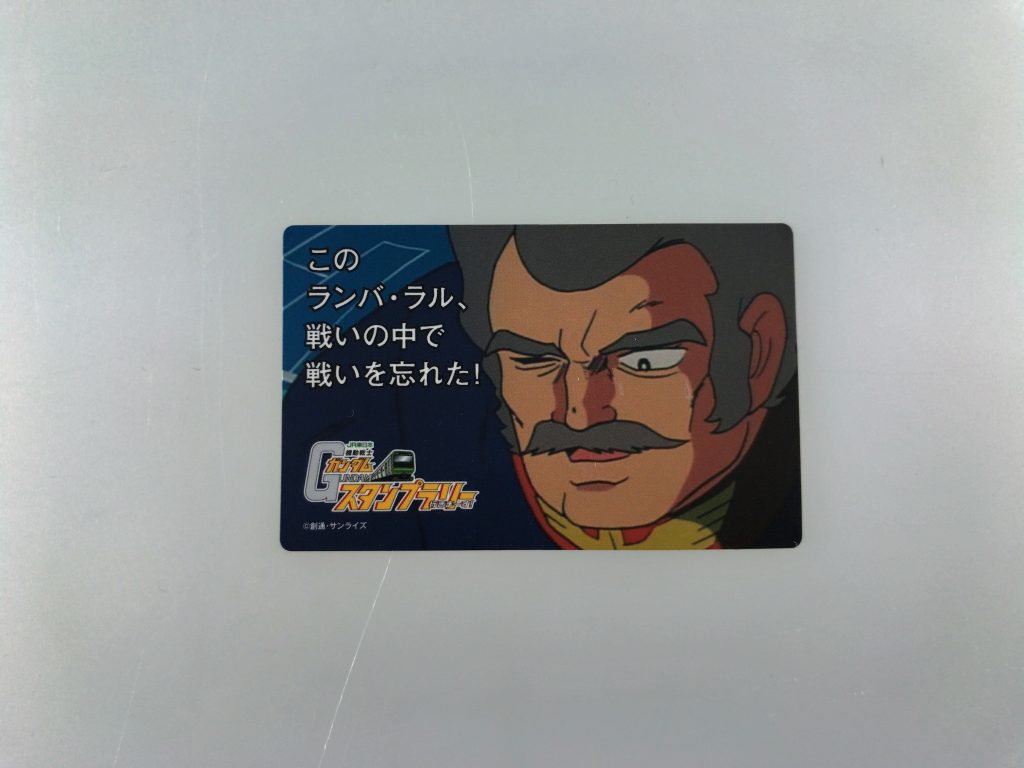 この
ランバ・ラル、
戦いの中で
戦いを忘れた!
JR東日本
機動戦士
ガンダム
GUNDAM
スタンプラリー
©創通・サンライズ